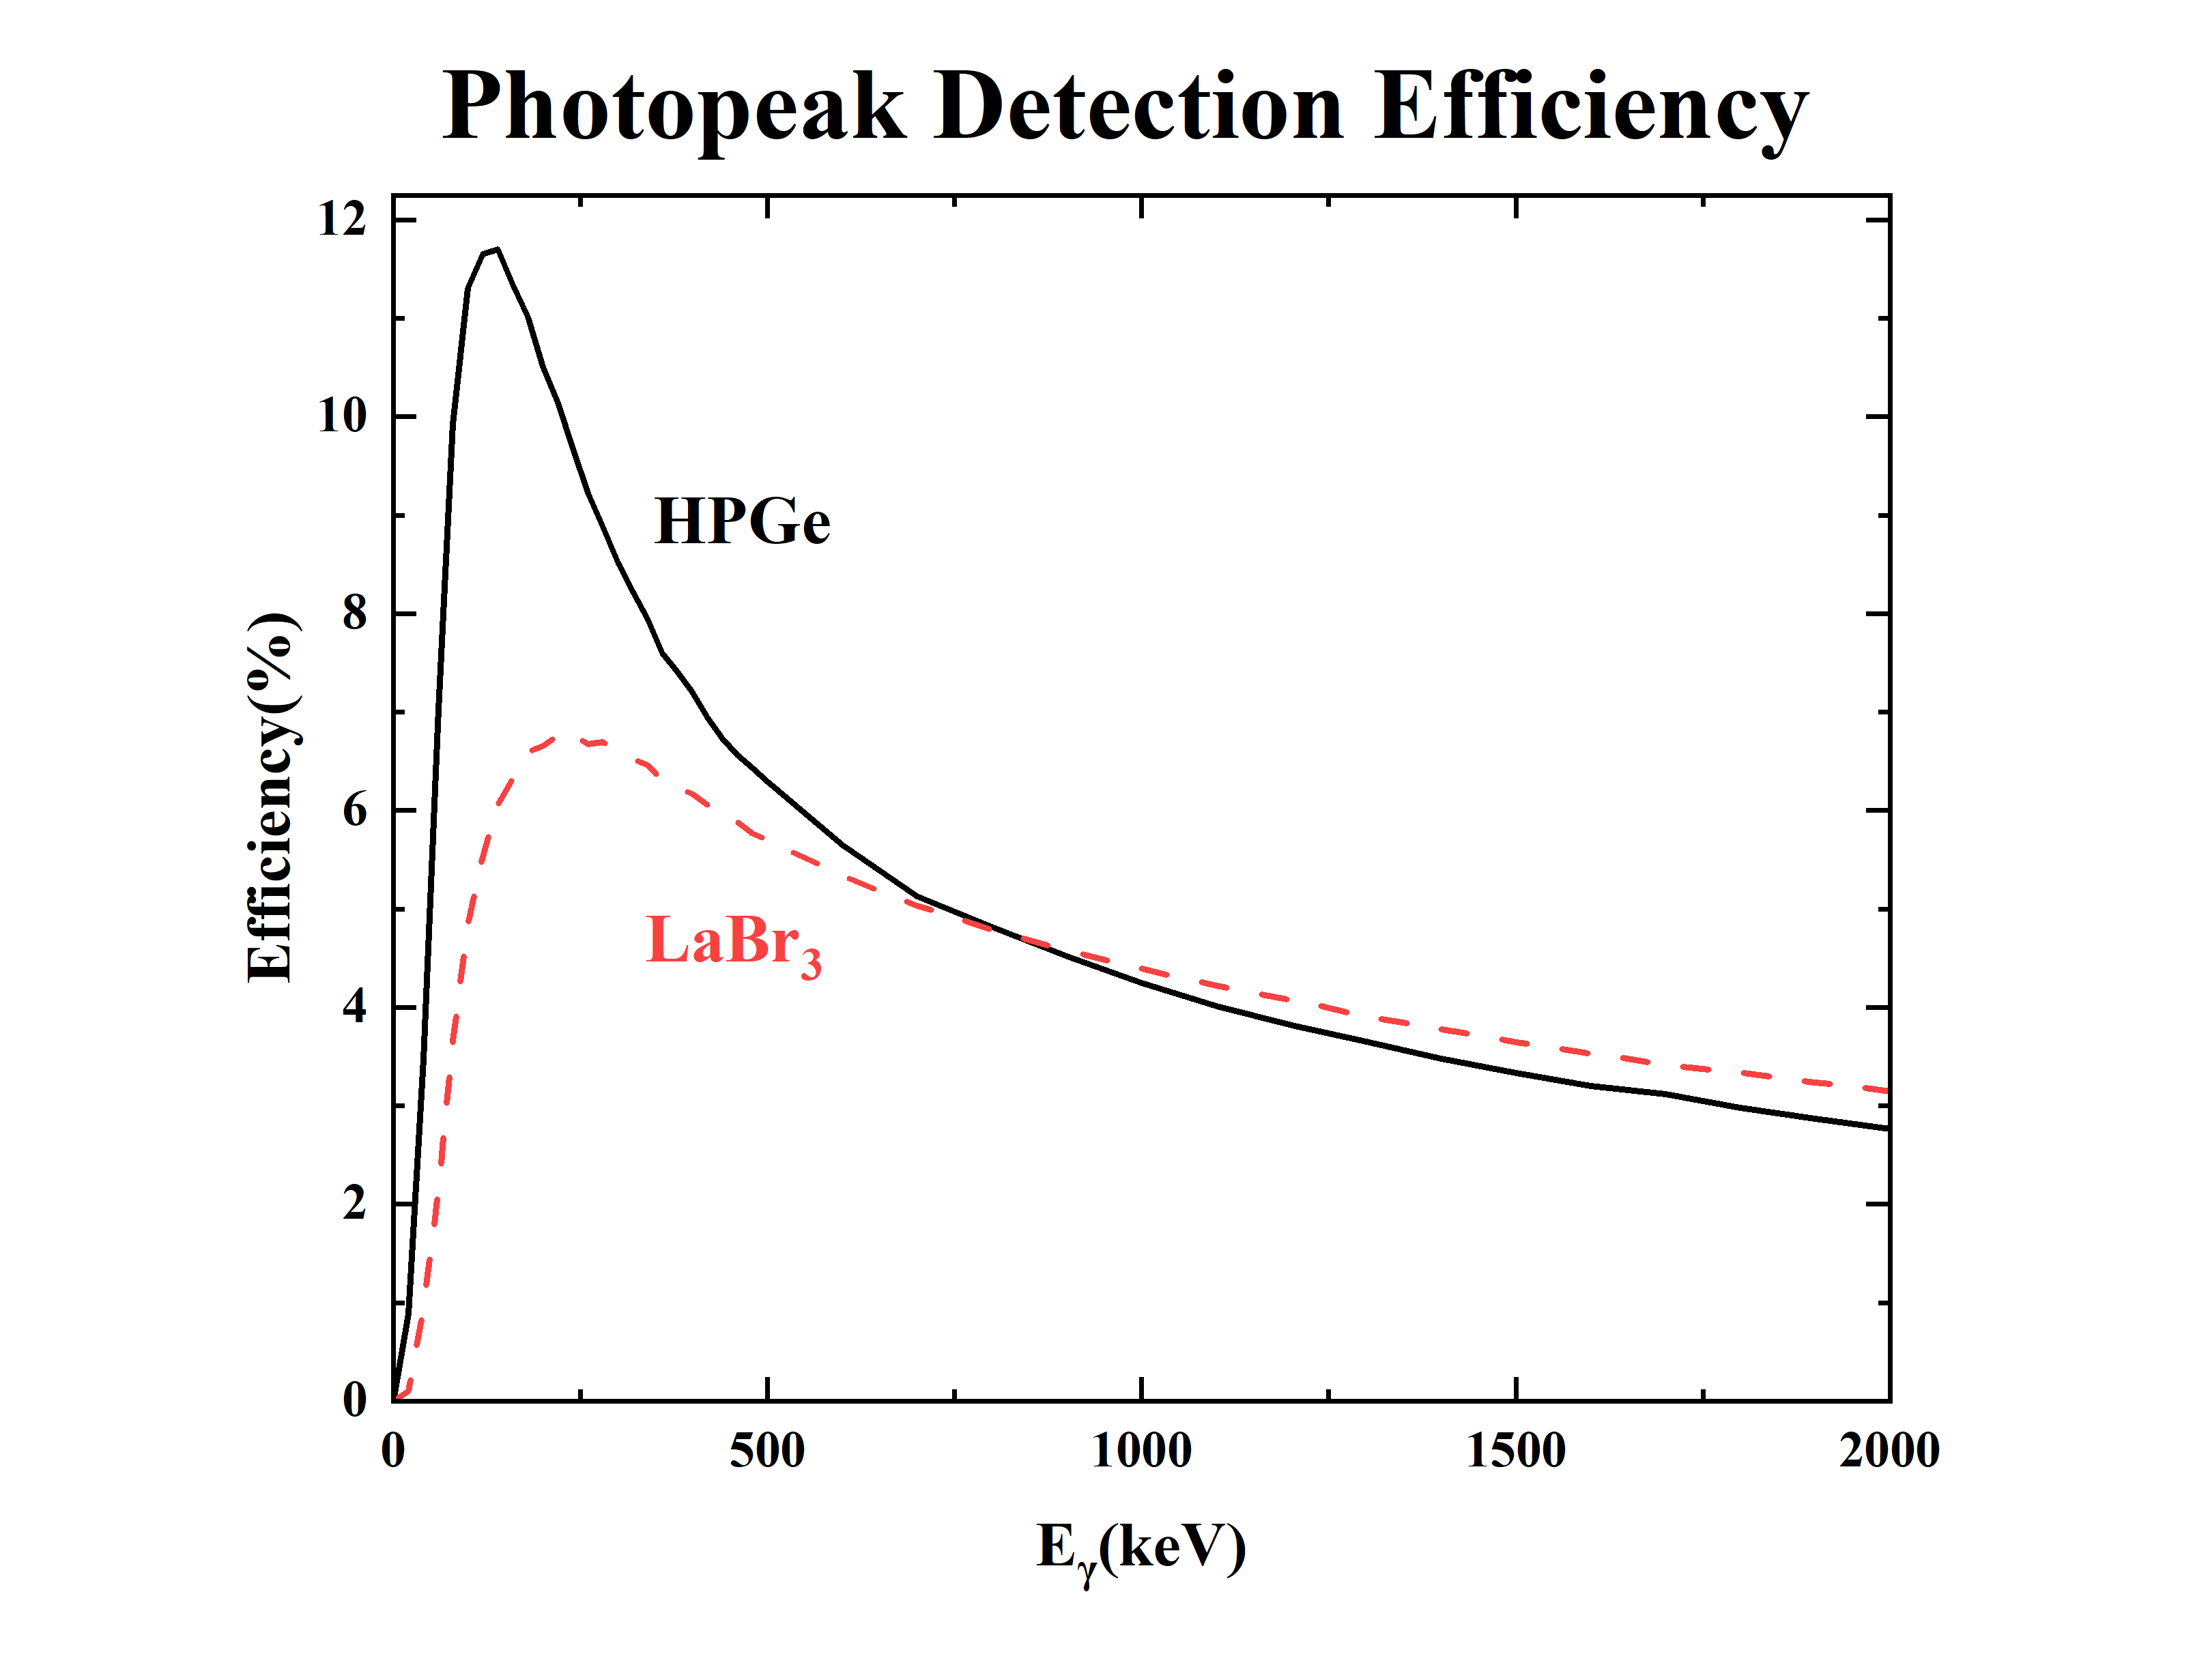 Photopeak Detection Efficiency
12
10
8
6
4
2
0
Efficiency(%)
HPGe
LaBr₃
0 500 1000 1500 2000
Eᵧ(keV)